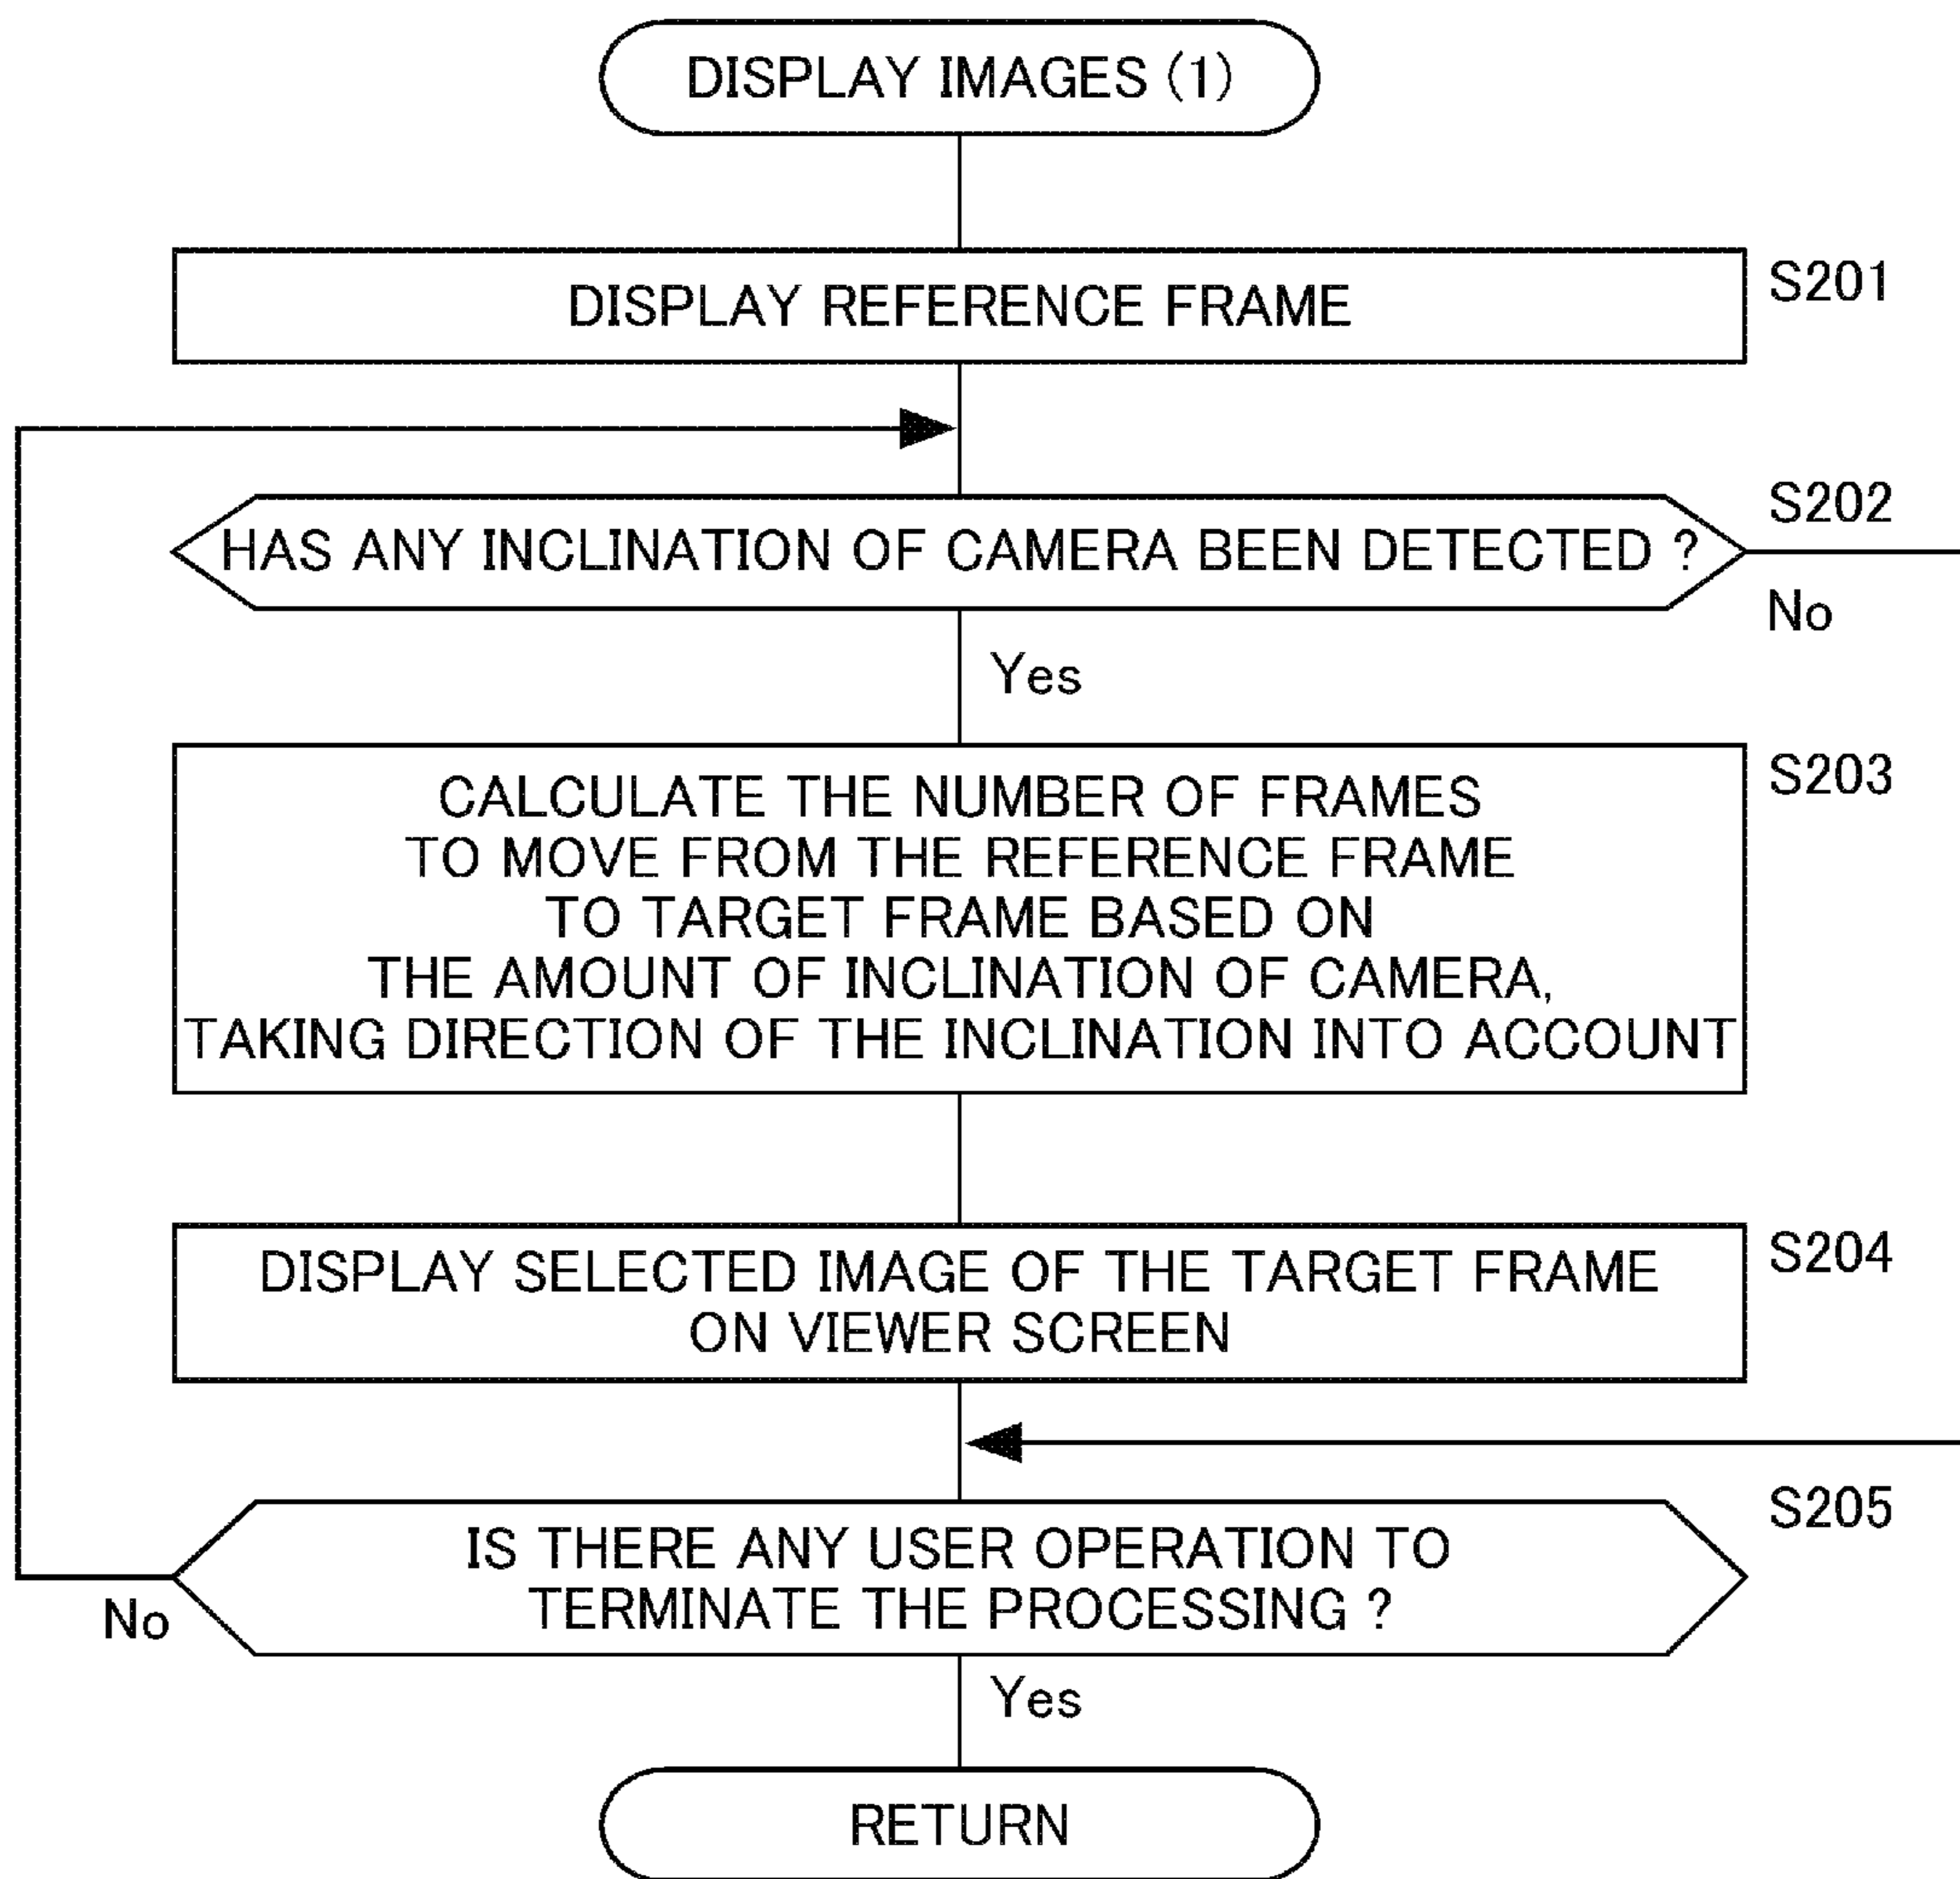 DISPLAY IMAGES (1)
DISPLAY REFERENCE FRAME
S201
HAS ANY INCLINATION OF CAMERA BEEN DETECTED ?
S202
No
Yes
CALCULATE THE NUMBER OF FRAMES
TO MOVE FROM THE REFERENCE FRAME
TO TARGET FRAME BASED ON
THE AMOUNT OF INCLINATION OF CAMERA,
TAKING DIRECTION OF THE INCLINATION INTO ACCOUNT
S203
DISPLAY SELECTED IMAGE OF THE TARGET FRAME
ON VIEWER SCREEN
S204
IS THERE ANY USER OPERATION TO
TERMINATE THE PROCESSING ?
S205
No
Yes
RETURN